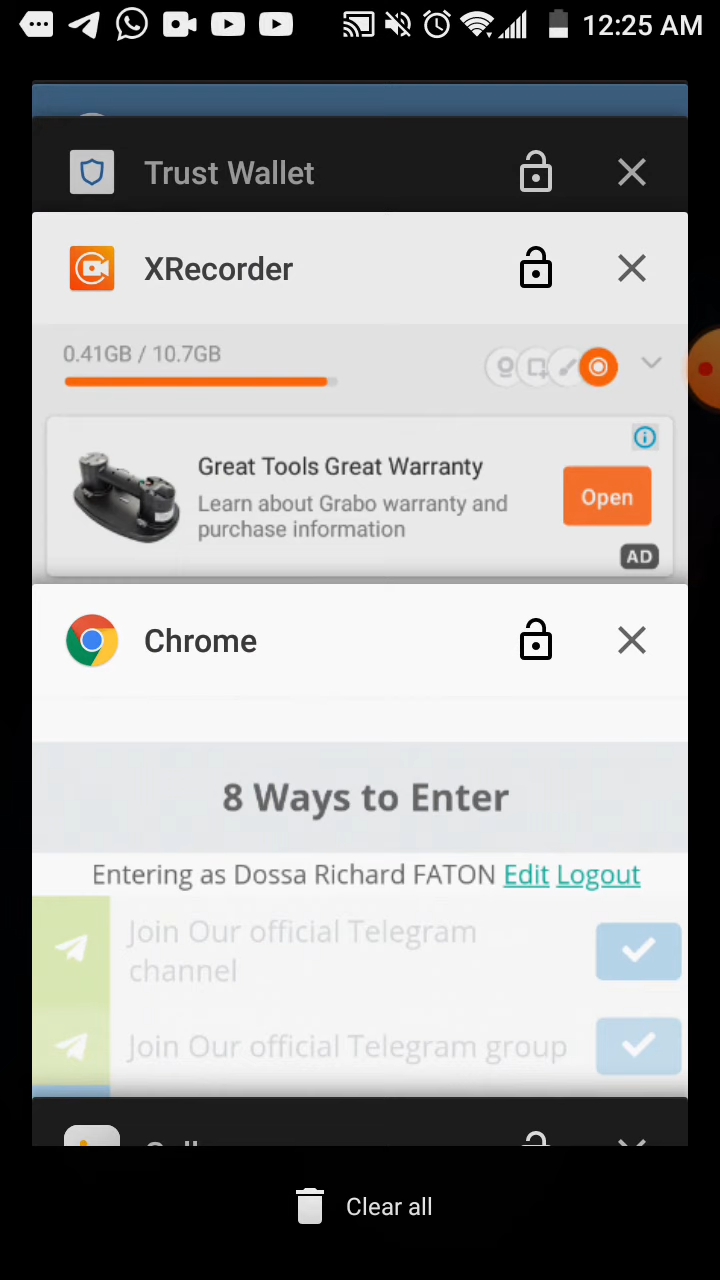 12:25 AM
Trust Wallet
XRecorder
0.41GB / 10.7GB
Great Tools Great Warranty
Learn about Grabo warranty and
purchase information
Open
AD
Chrome
8 Ways to Enter
Entering as Dossa Richard FATON Edit Logout
Join Our official Telegram
channel
Join Our official Telegram group
Clear all